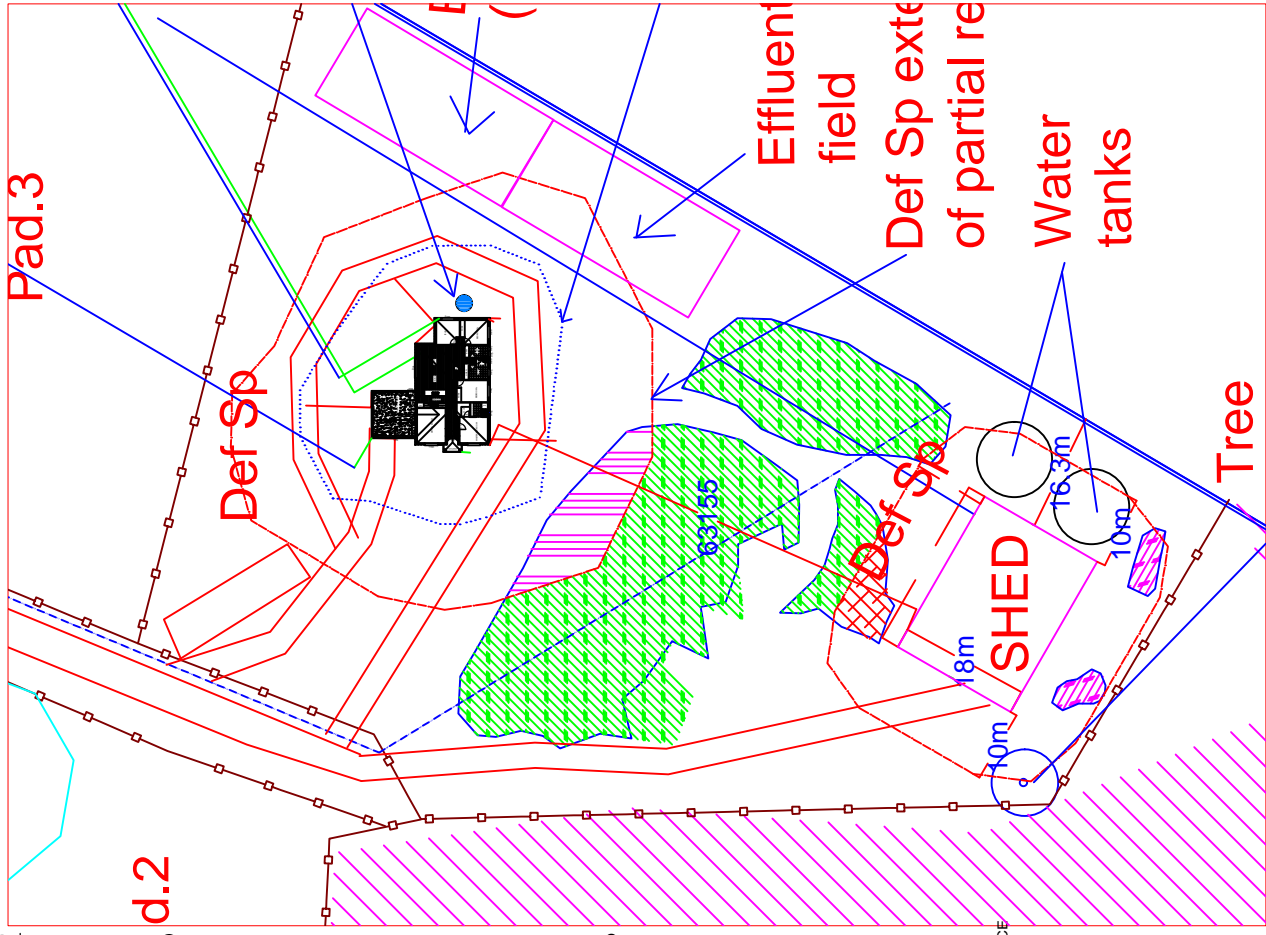 Pad.3
Def Sp
Effluent
field
Def Sp exte
of partial re
Water
tanks
Tree
63155
Def Sp
16.3m
10m
SHED
18m
10m
d.2